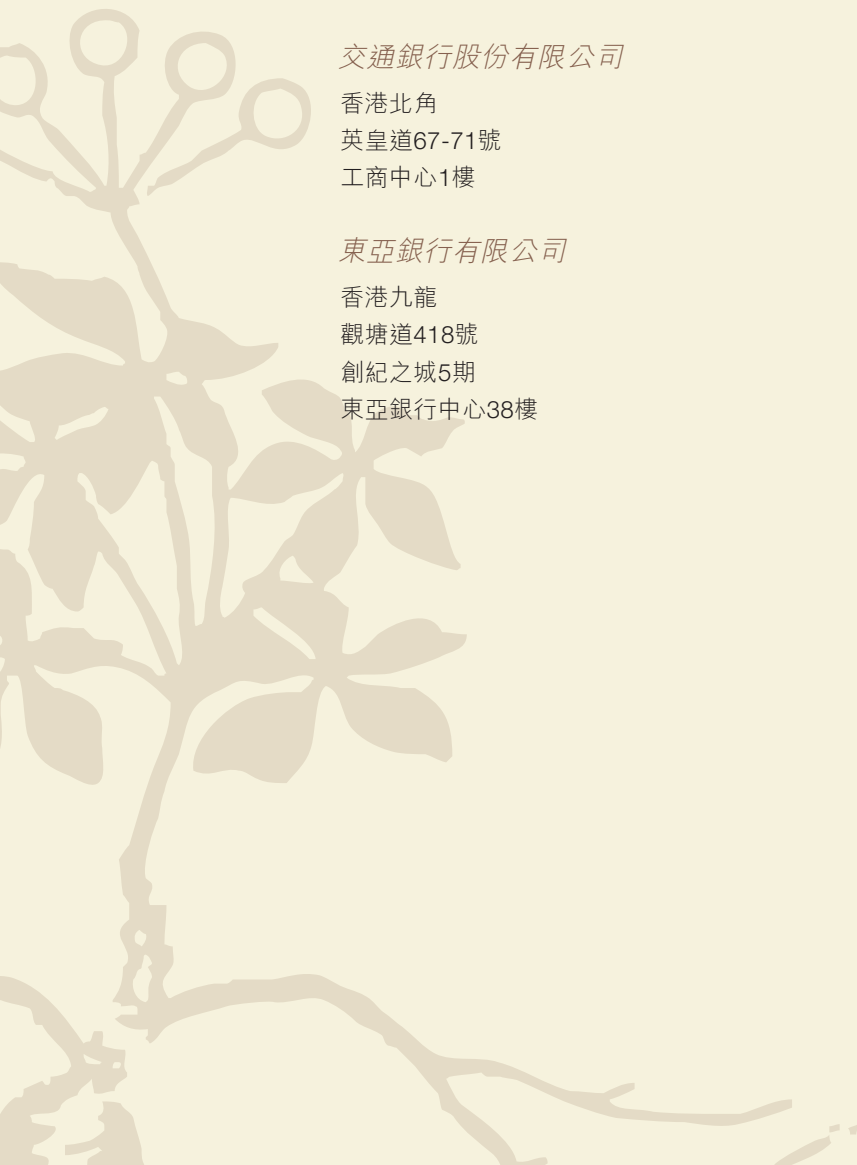 交通銀行股份有限公司
香港北角
英皇道67-71號
工商中心1樓
東亞銀行有限公司
香港九龍
觀塘道418號
創紀之城5期
東亞銀行中心38樓